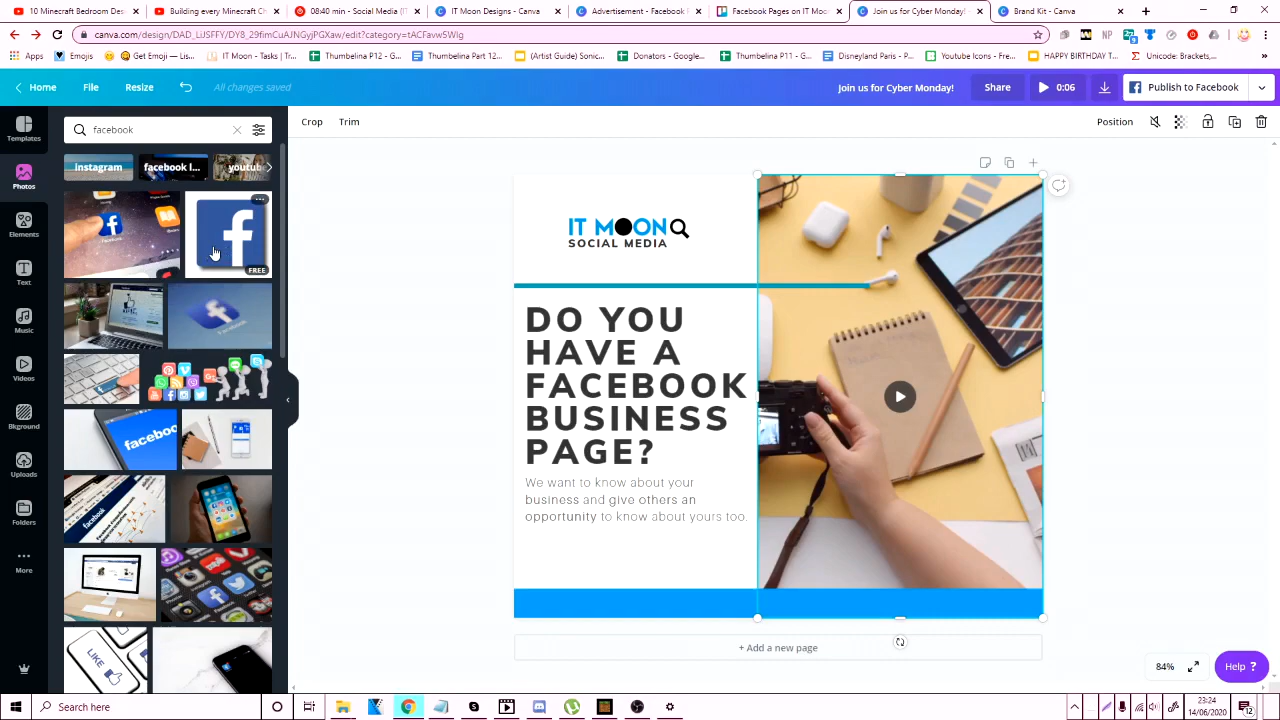 10 Minecraft Bedroom Des
Building every Minecraft C
08:40 min - Social Media (IT
IT Moon Designs - Canva
Advertisement - Facebook F
Facebook Pages on IT Moo
Join us for Cyber Monday! -
Brand Kit - Canva
canva.com/design/DAD_LiJSFFY/DY8_29fimCuAJNGyjPGXaw/edit?category=tACFavw5Wlg
Apps
Emojis
Get Emoji — Lis...
IT Moon - Tasks | Tr...
Thumbelina P12 - G...
Thumbelina Part 12...
(Artist Guide) Sonic...
Donators - Google...
Thumbelina P11 - G...
Disneyland Paris - P...
Youtube Icons - Fre...
HAPPY BIRTHDAY T...
Unicode: Brackets,...
Home
File
Resize
All changes saved
Join us for Cyber Monday!
Share
0:06
Publish to Facebook
Templates
Photos
Elements
Text
Music
Videos
Bkground
Uploads
Folders
More
facebook
instagram
facebook l...
youtub
FREE
Crop
Trim
Position
IT MOON
SOCIAL MEDIA
DO YOU
HAVE A
FACEBOOK
BUSINESS
PAGE?
We want to know about your
business and give others an
opportunity to know about yours too.
+ Add a new page
84%
Help ?
LIKE
Type here to search